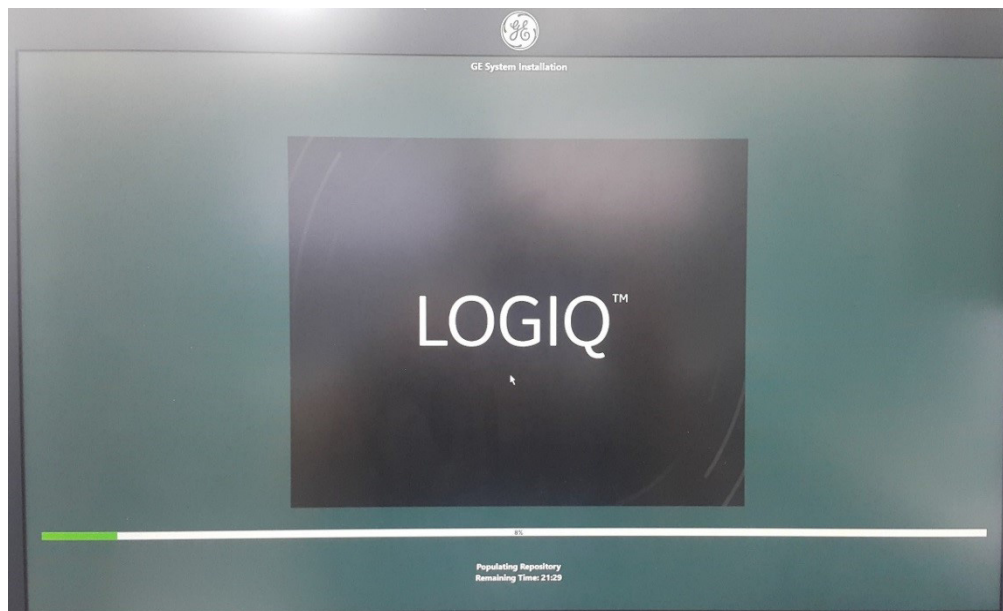 GE
GE System Installation
LOGIQ™
8%
Populating Repository
Remaining Time: 21:29